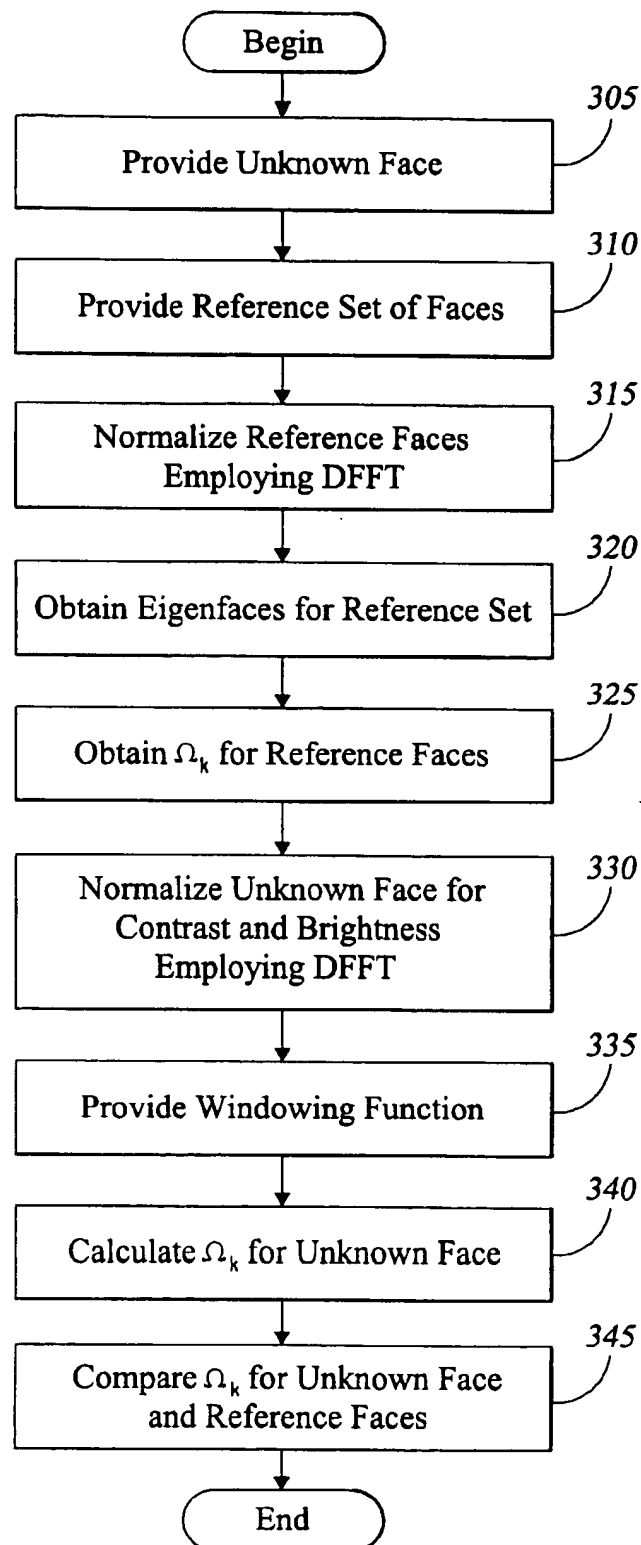 Begin
305
Provide Unknown Face
310
Provide Reference Set of Faces
315
Normalize Reference Faces
Employing DFFT
320
Obtain Eigenfaces for Reference Set
325
Obtain Ωk for Reference Faces
330
Normalize Unknown Face for
Contrast and Brightness
Employing DFFT
335
Provide Windowing Function
340
Calculate Ωk for Unknown Face
345
Compare Ωk for Unknown Face
and Reference Faces
End